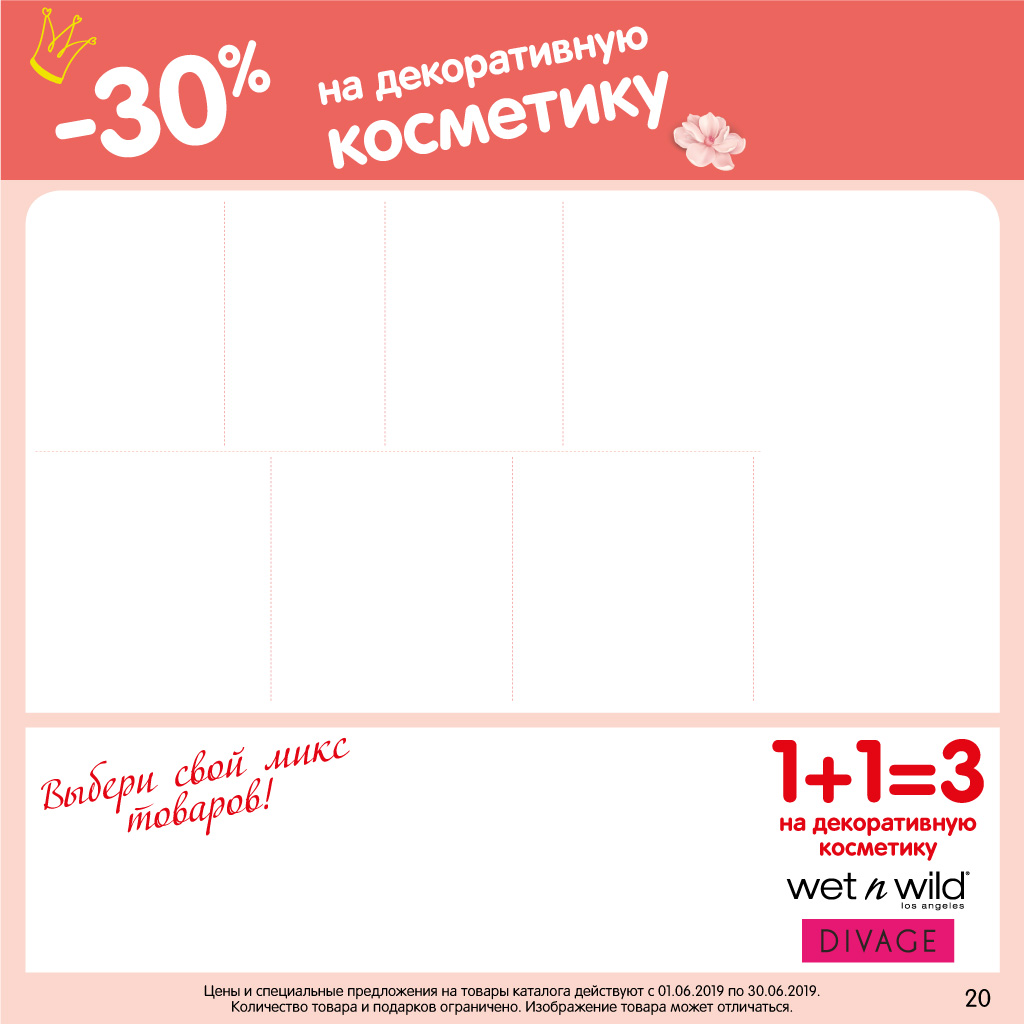 -30%
на декоративную
косметику
Выбери свой микс
товаров!
1+1=3
на декоративную
косметику
wet n wild®
los angeles
DIVAGE
Цены и специальные предложения на товары каталога действуют с 01.06.2019 по 30.06.2019.
Количество товара и подарков ограничено. Изображение товара может отличаться.
20